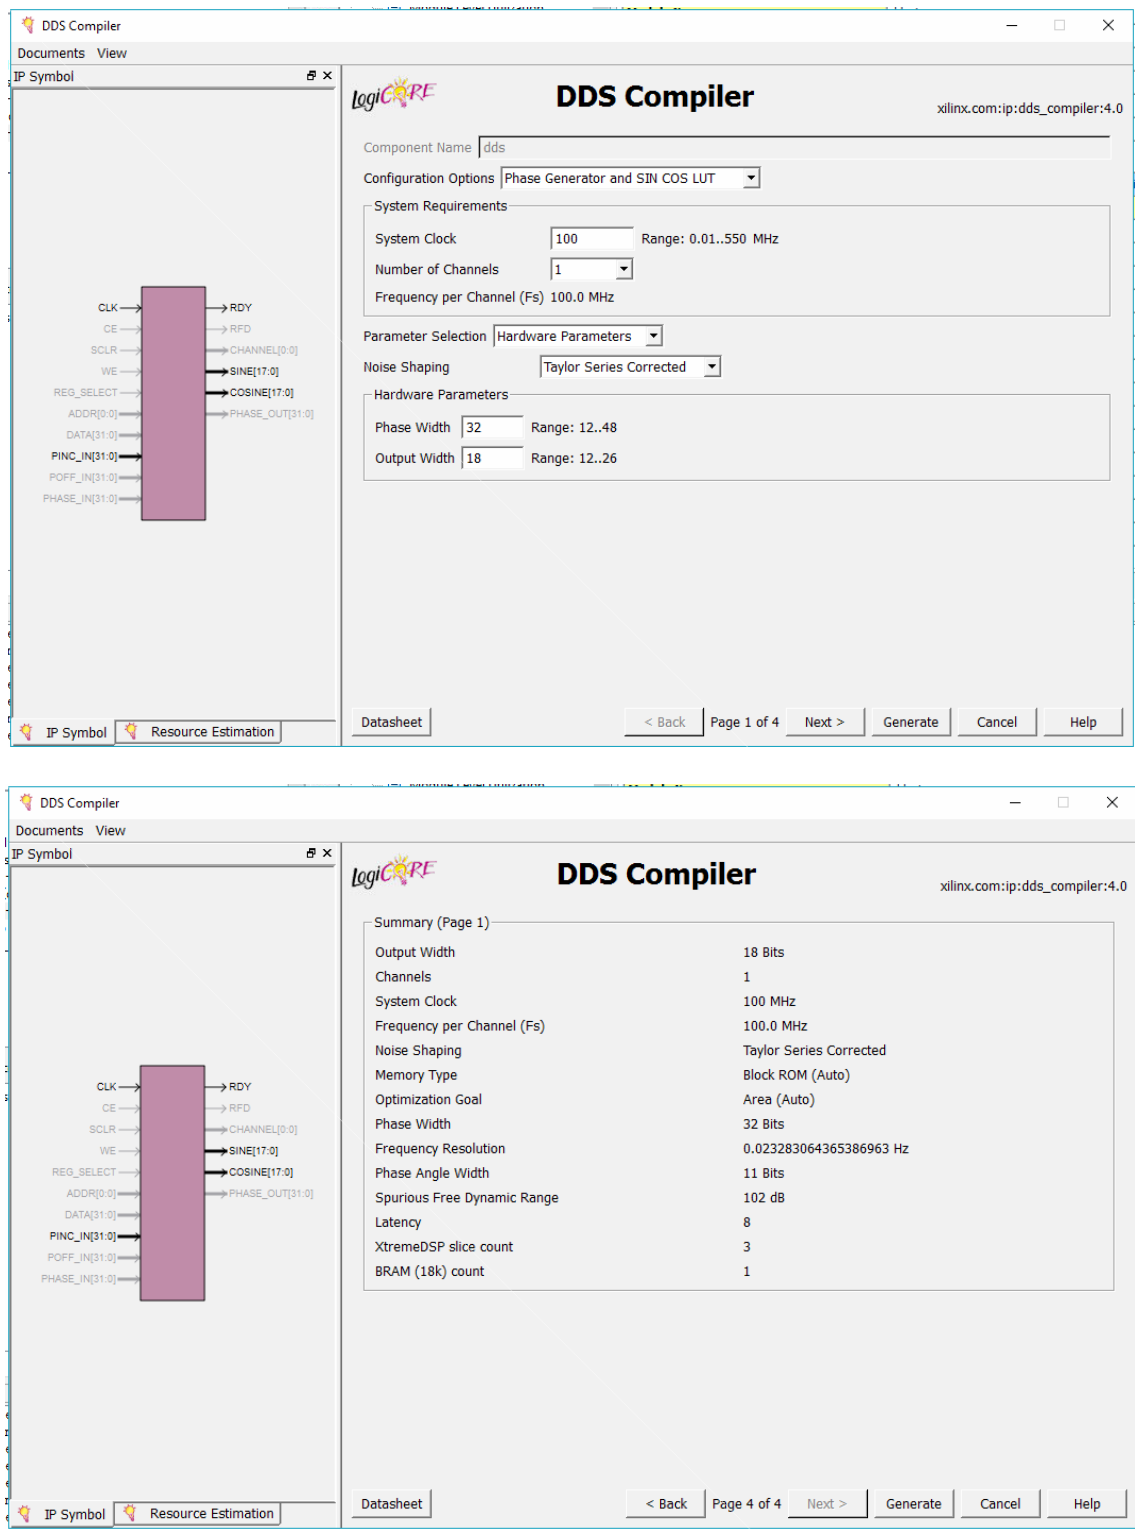 DDS Compiler
Documents View
IP Symbol
CLK
CE
SCLR
WE
REG_SELECT
ADDR[0:0]
DATA[31:0]
PINC_IN[31:0]
POFF_IN[31:0]
PHASE_IN[31:0]
RDY
RFD
CHANNEL[0:0]
SINE[17:0]
COSINE[17:0]
PHASE_OUT[31:0]
IP Symbol Resource Estimation
logiCORE
DDS Compiler
xilinx.com:ip:dds_compiler:4.0
Component Name dds
Configuration Options Phase Generator and SIN COS LUT
System Requirements
System Clock 100 Range: 0.01..550 MHz
Number of Channels 1
Frequency per Channel (Fs) 100.0 MHz
Parameter Selection Hardware Parameters
Noise Shaping Taylor Series Corrected
Hardware Parameters
Phase Width 32 Range: 12..48
Output Width 18 Range: 12..26
Datasheet < Back Page 1 of 4 Next > Generate Cancel Help
DDS Compiler
Documents View
IP Symbol
CLK
CE
SCLR
WE
REG_SELECT
ADDR[0:0]
DATA[31:0]
PINC_IN[31:0]
POFF_IN[31:0]
PHASE_IN[31:0]
RDY
RFD
CHANNEL[0:0]
SINE[17:0]
COSINE[17:0]
PHASE_OUT[31:0]
IP Symbol Resource Estimation
logiCORE
DDS Compiler
xilinx.com:ip:dds_compiler:4.0
Summary (Page 1)
Output Width 18 Bits
Channels 1
System Clock 100 MHz
Frequency per Channel (Fs) 100.0 MHz
Noise Shaping Taylor Series Corrected
Memory Type Block ROM (Auto)
Optimization Goal Area (Auto)
Phase Width 32 Bits
Frequency Resolution 0.023283064365386963 Hz
Phase Angle Width 11 Bits
Spurious Free Dynamic Range 102 dB
Latency 8
XtremeDSP slice count 3
BRAM (18k) count 1
Datasheet < Back Page 4 of 4 Next > Generate Cancel Help